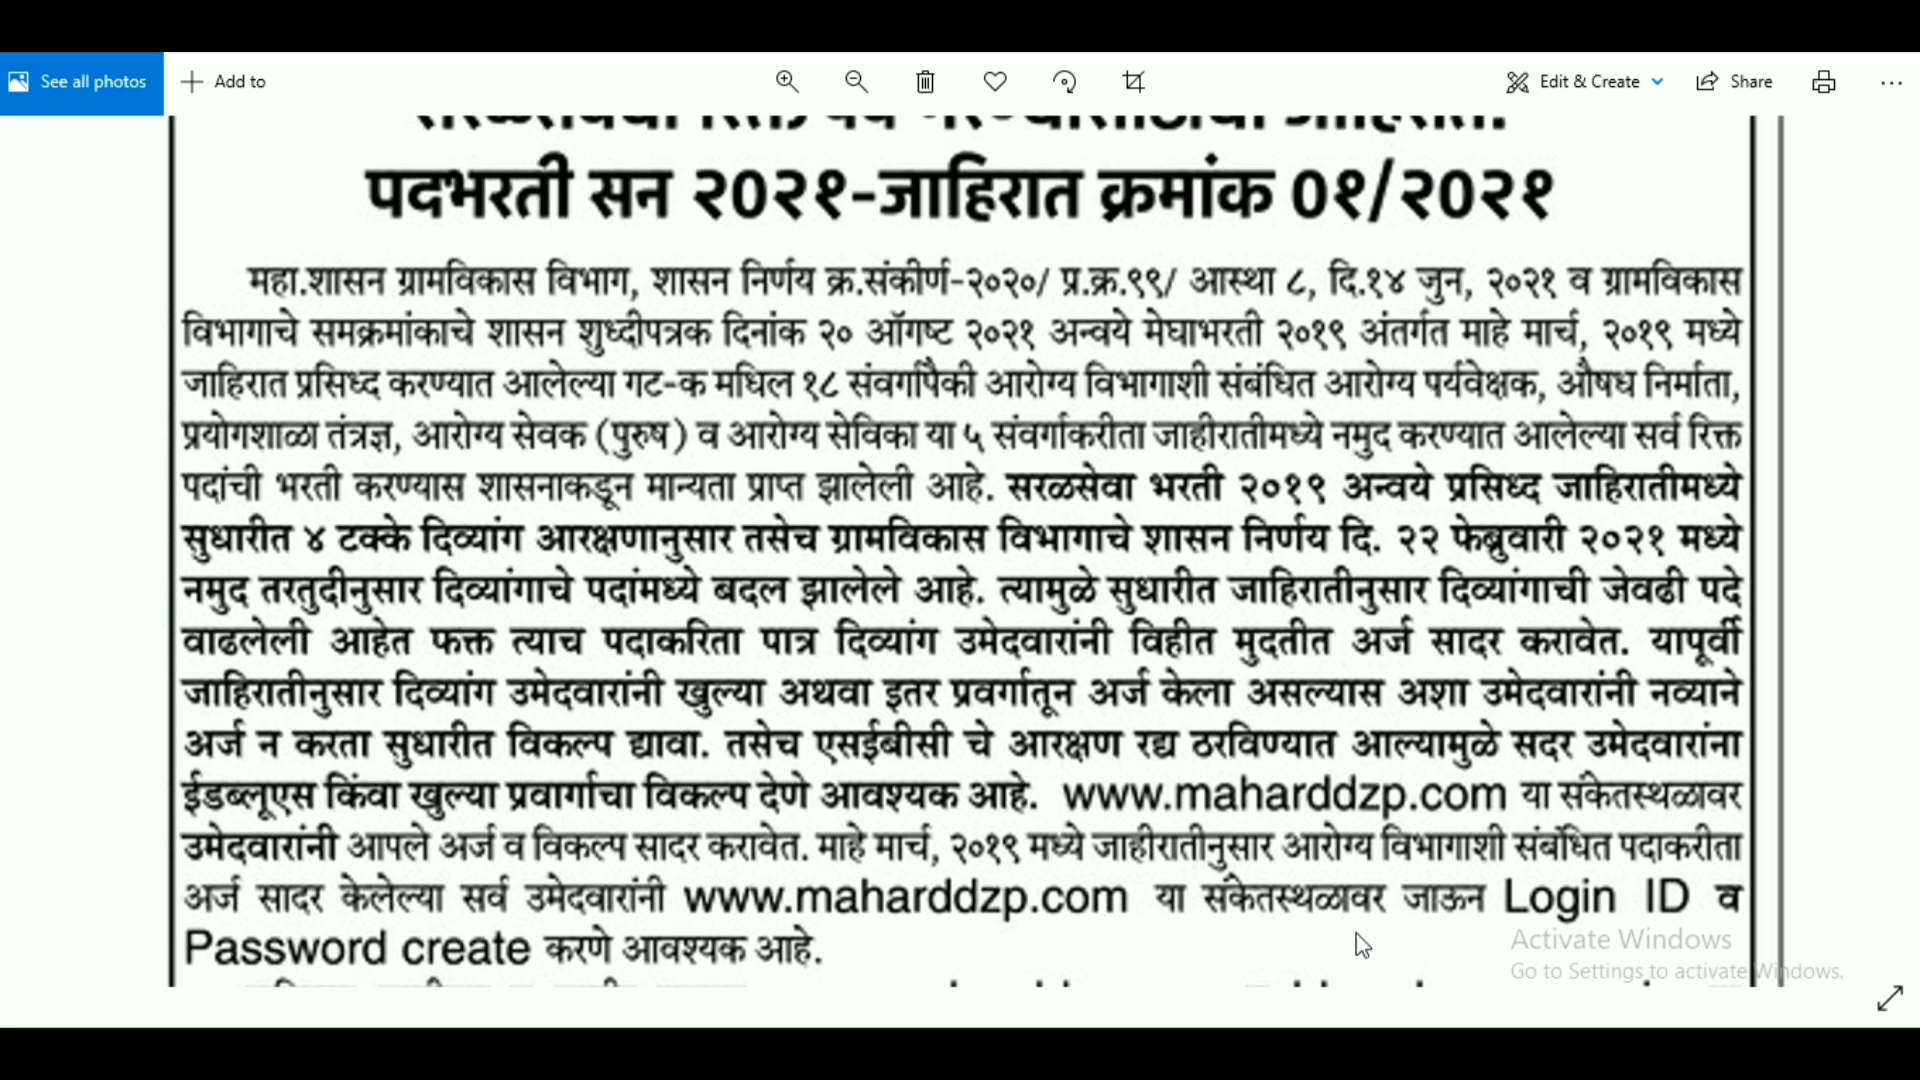 See all photos
Add to
Edit & Create
Share
पदभरती सन २०२१-जाहिरात क्रमांक ०१/२०२१
महा.शासन ग्रामविकास विभाग, शासन निर्णय क्र.संकीर्ण-२०२०/ प्र.क्र.९९/ आस्था ८, दि.१४ जुन, २०२१ व ग्रामविकास
विभागाचे समक्रमांकाचे शासन शुध्दीपत्रक दिनांक २० ऑगष्ट २०२१ अन्वये मेघाभरती २०१९ अंतर्गत माहे मार्च, २०१९ मध्ये
जाहिरात प्रसिध्द करण्यात आलेल्या गट-क मधिल १८ संवर्गापैकी आरोग्य विभागाशी संबंधित आरोग्य पर्यवेक्षक, औषध निर्माता,
प्रयोगशाळा तंत्रज्ञ, आरोग्य सेवक (पुरुष) व आरोग्य सेविका या ५ संवर्गाकरीता जाहीरातीमध्ये नमुद करण्यात आलेल्या सर्व रिक्त
पदांची भरती करण्यास शासनाकडून मान्यता प्राप्त झालेली आहे. सरळसेवा भरती २०१९ अन्वये प्रसिध्द जाहिरातीमध्ये
सुधारीत ४ टक्के दिव्यांग आरक्षणानुसार तसेच ग्रामविकास विभागाचे शासन निर्णय दि. २२ फेब्रुवारी २०२१ मध्ये
नमुद तरतुदीनुसार दिव्यांगाचे पदांमध्ये बदल झालेले आहे. त्यामुळे सुधारीत जाहिरातीनुसार दिव्यांगाची जेवढी पदे
वाढलेली आहेत फक्त त्याच पदाकरिता पात्र दिव्यांग उमेदवारांनी विहीत मुदतीत अर्ज सादर करावेत. यापूर्वी
जाहिरातीनुसार दिव्यांग उमेदवारांनी खुल्या अथवा इतर प्रवर्गातून अर्ज केला असल्यास अशा उमेदवारांनी नव्याने
अर्ज न करता सुधारीत विकल्प द्यावा. तसेच एसईबीसी चे आरक्षण रद्य ठरविण्यात आल्यामुळे सदर उमेदवारांना
ईडब्लूएस किंवा खुल्या प्रवार्गाचा विकल्प देणे आवश्यक आहे. www.maharddzp.com या संकेतस्थळावर
उमेदवारांनी आपले अर्ज व विकल्प सादर करावेत. माहे मार्च, २०१९ मध्ये जाहीरातीनुसार आरोग्य विभागाशी संबंधित पदाकरीता
अर्ज सादर केलेल्या सर्व उमेदवारांनी www.maharddzp.com या संकेतस्थळावर जाऊन Login ID व
Password create करणे आवश्यक आहे.
Activate Windows
Go to Settings to activate Windows.